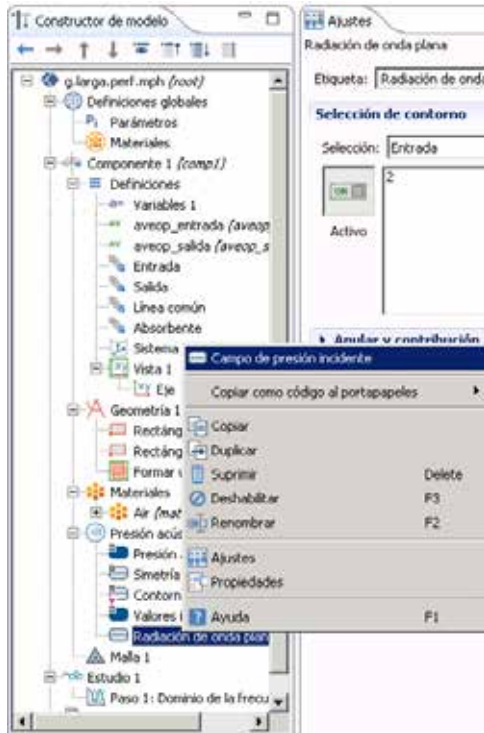 Constructor de modelo
g.larga.perf.mph (root)
Definiciones globales
Pi Parámetros
Materiales
Componente 1 (comp1)
Definiciones
a= Variables 1
aveop_entrada (aveop
aveop_salida (aveop_s
Entrada
Salida
Línea común
Absorbente
Sistema
Vista 1
Eje
Geometría 1
Rectáng
Rectáng
Formar
Materiales
Air (mat
Presión acús
Presión
Simetría
Contorn
Valores
Radiación de onda plan
Malla 1
Estudio 1
Paso 1: Dominio de la frecu
Ajustes
Radiación de onda plana
Etiqueta: Radiación de onda
Selección de contorno
Selección: Entrada
ON
2
Activo
Anular y contribución
Campo de presión incidente
Copiar como código al portapapeles
Copiar
Duplicar
Suprimir Delete
Deshabilitar F3
Renombrar F2
Ajustes
Propiedades
Ayuda F1